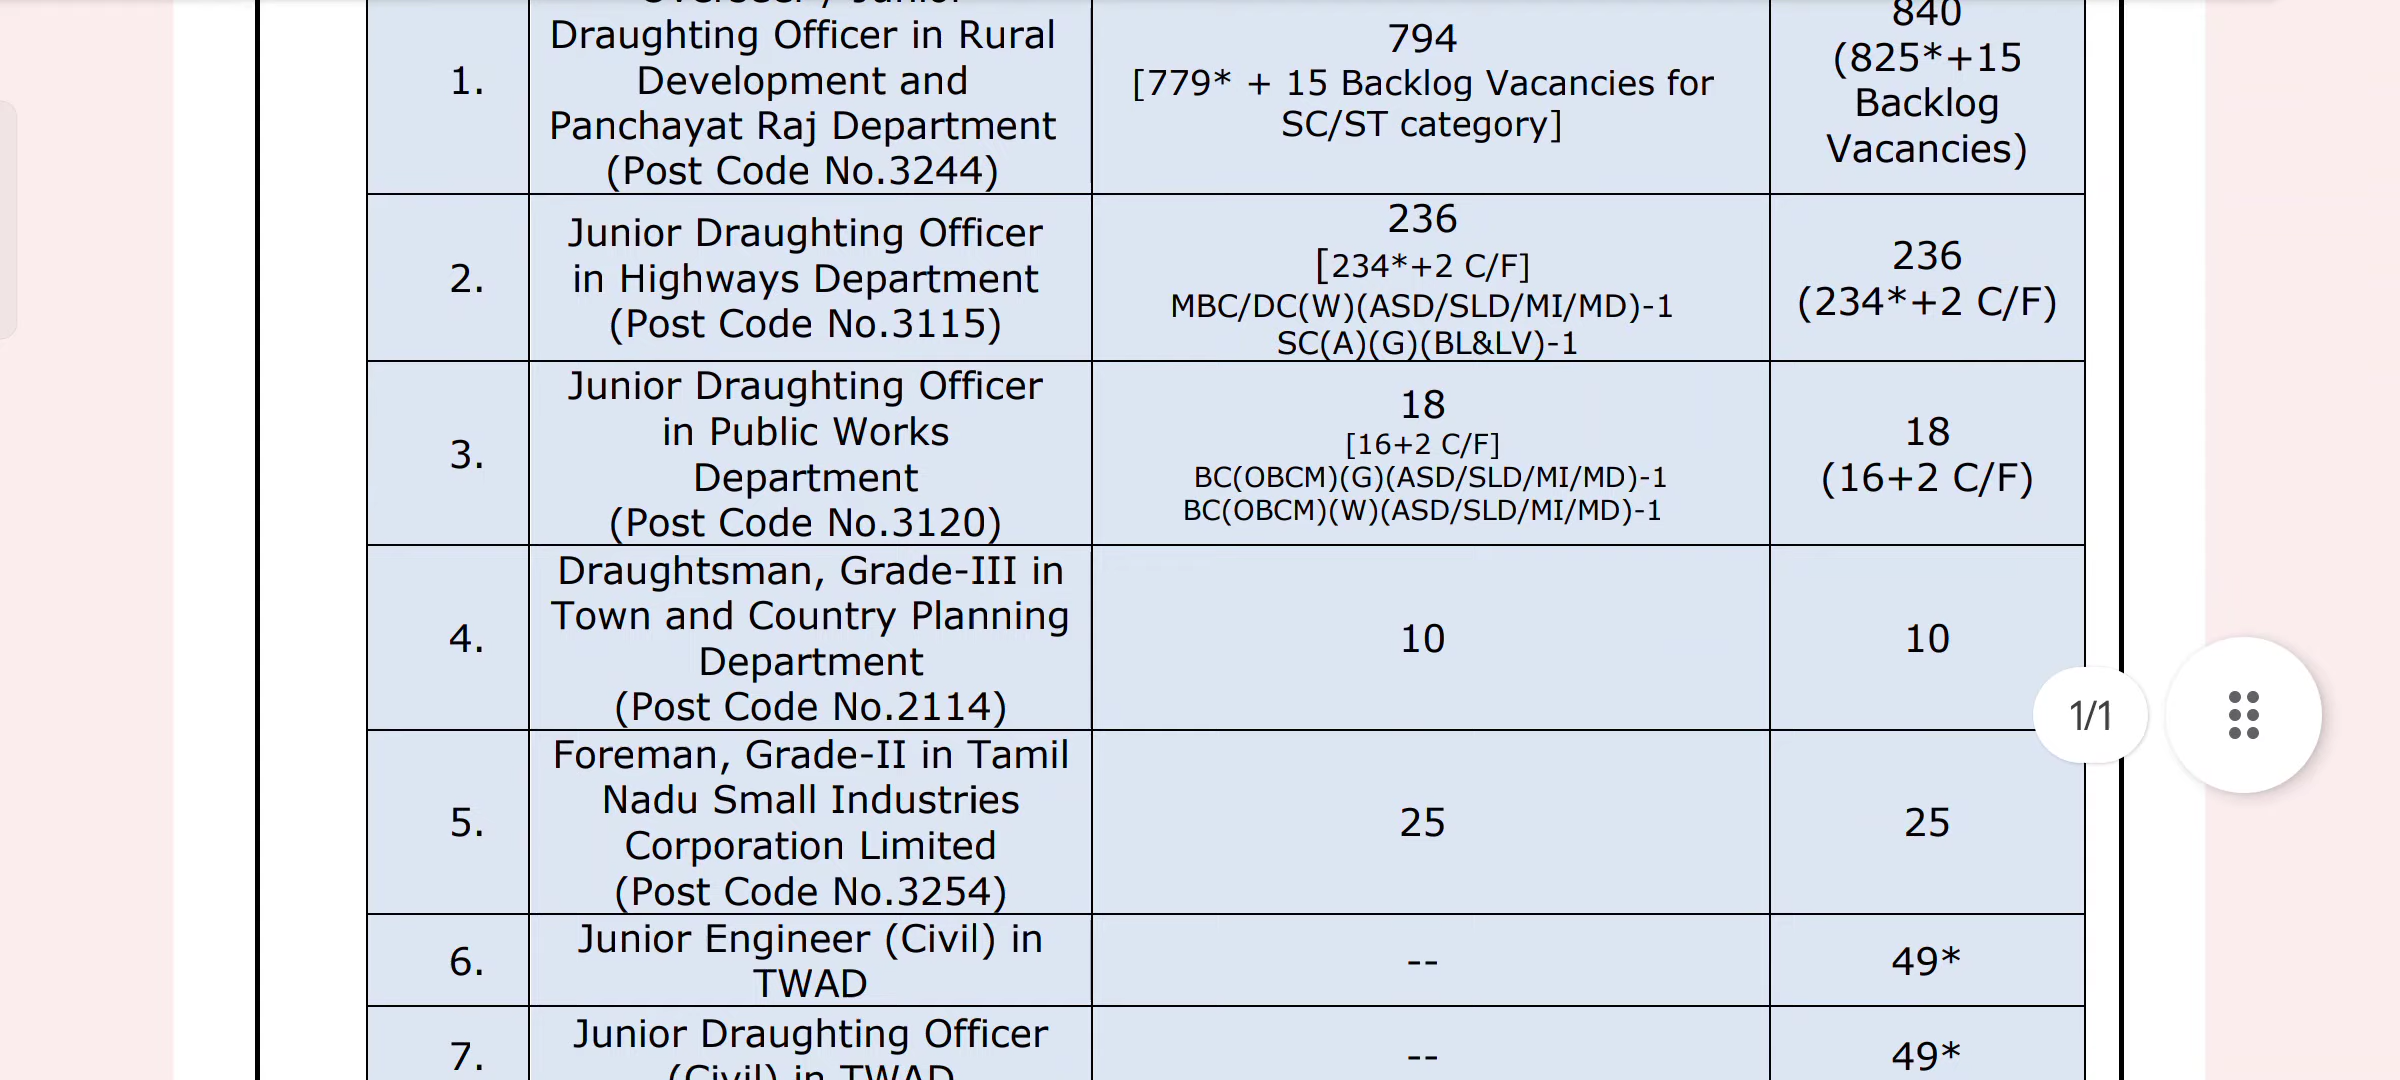 Overseer / Junior
Draughting Officer in Rural
Development and
Panchayat Raj Department
(Post Code No.3244)
1.
794
[779* + 15 Backlog Vacancies for
SC/ST category]
840
(825*+15
Backlog
Vacancies)
2.
Junior Draughting Officer
in Highways Department
(Post Code No.3115)
236
[234*+2 C/F]
MBC/DC(W)(ASD/SLD/MI/MD)-1
SC(A)(G)(BL&LV)-1
236
(234*+2 C/F)
3.
Junior Draughting Officer
in Public Works
Department
(Post Code No.3120)
18
[16+2 C/F]
BC(OBCM)(G)(ASD/SLD/MI/MD)-1
BC(OBCM)(W)(ASD/SLD/MI/MD)-1
18
(16+2 C/F)
4.
Draughtsman, Grade-III in
Town and Country Planning
Department
(Post Code No.2114)
10
10
1/1
5.
Foreman, Grade-II in Tamil
Nadu Small Industries
Corporation Limited
(Post Code No.3254)
25
25
6.
Junior Engineer (Civil) in
TWAD
--
49*
7.
Junior Draughting Officer
(Civil) in TWAD
--
49*